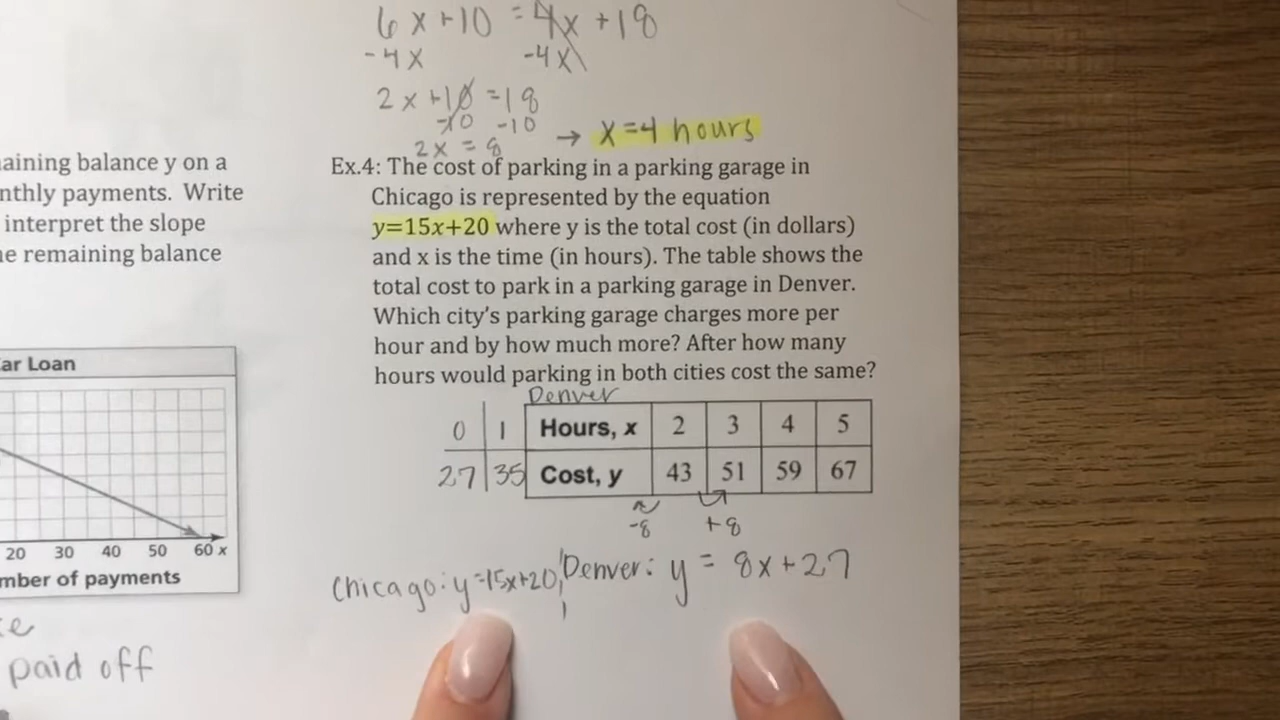 6x+10 = 4x +18
-4x -4x
2x +10 =18
-10 -10
2x = 8 → x=4 hours
aining balance y on a
nthly payments. Write
interpret the slope
e remaining balance
ar Loan
20 30 40 50 60 x
mber of payments
paid off
Ex.4: The cost of parking in a parking garage in
Chicago is represented by the equation
y=15x+20 where y is the total cost (in dollars)
and x is the time (in hours). The table shows the
total cost to park in a parking garage in Denver.
Which city's parking garage charges more per
hour and by how much more? After how many
hours would parking in both cities cost the same?
Denver
0 1 Hours, x 2 3 4 5
27 35 Cost, y 43 51 59 67
-8 +8
Chicago: y=15x+20 Denver: y = 8x+27